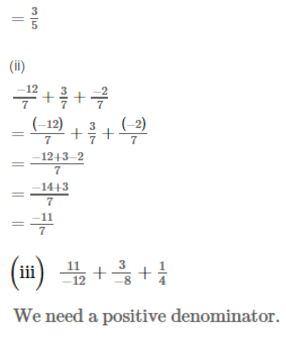 = 3/5
(ii)
-12/7 + 3/7 + -2/7
= (-12)/7 + 3/7 + (-2)/7
= -12+3-2/7
= -14+3/7
= -11/7
(iii) 11/-12 + 3/-8 + 1/4
We need a positive denominator.